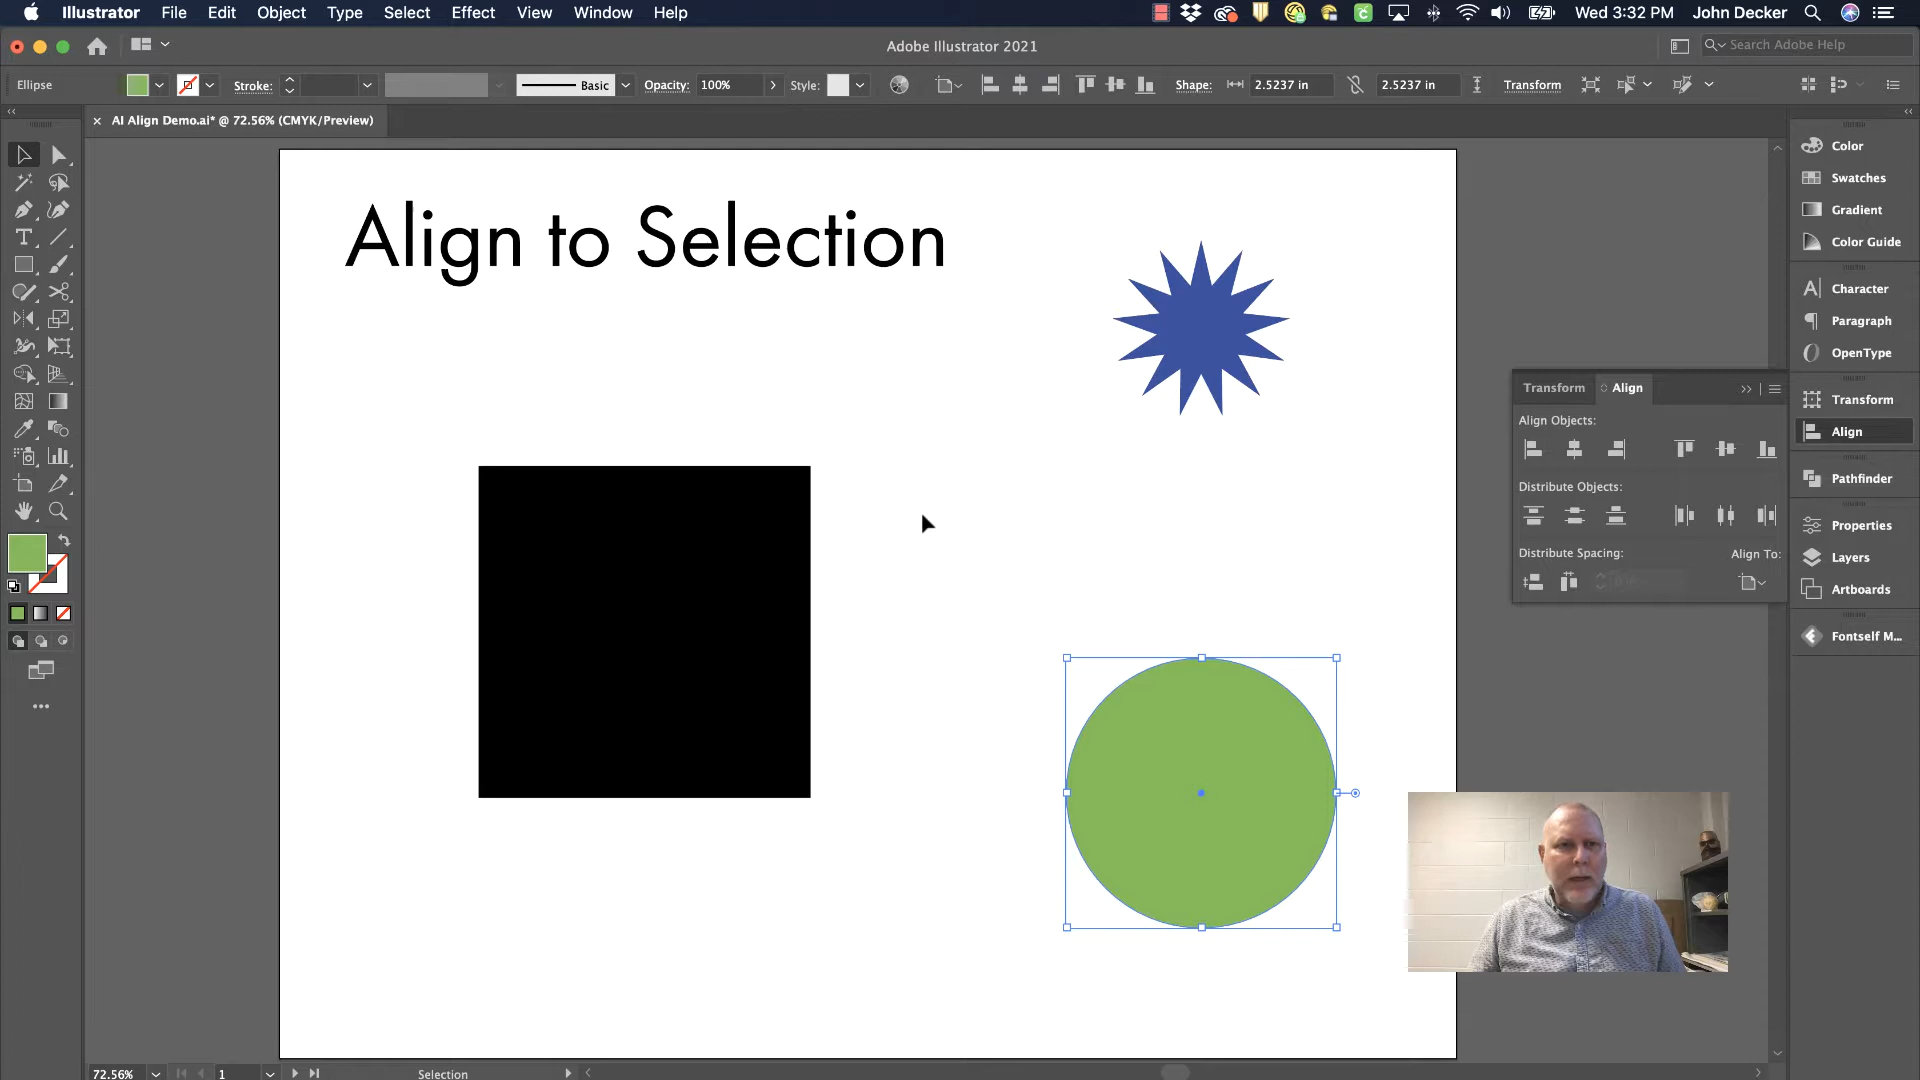 Illustrator File Edit Object Type Select Effect View Window Help Wed 3:32 PM John Decker
Adobe Illustrator 2021 Search Adobe Help
Ellipse Stroke: Basic Opacity: 100% Style: Shape: 2.5237 in 2.5237 in Transform
AI Align Demo.ai* @ 72.56% (CMYK/Preview)
Align to Selection
Color
Swatches
Gradient
Color Guide
Character
Paragraph
OpenType
Transform
Align
Pathfinder
Properties
Layers
Artboards
Fontself M...
Transform Align
Align Objects:
Distribute Objects:
Distribute Spacing: Align To:
72.56% 1 Selection